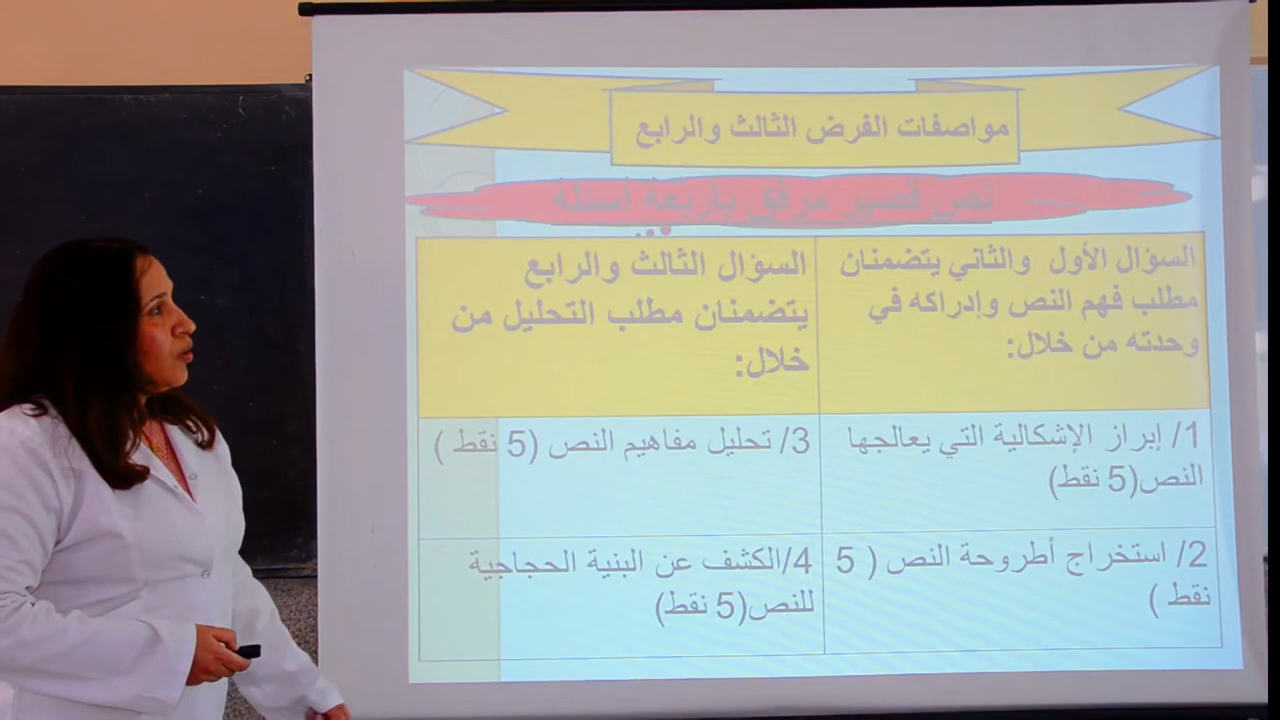 مواصفات الفرض الثالث والرابع
نص قصير مرفق بأربعة أسئلة
السؤال الأول والثاني يتضمنان
مطلب فهم النص وإدراكه في
وحدته من خلال:
السؤال الثالث والرابع
يتضمنان مطلب التحليل من
خلال:
1/ إبراز الإشكالية التي يعالجها
النص(5 نقط)
3/ تحليل مفاهيم النص (5 نقط )
2/ استخراج أطروحة النص ( 5
نقط )
4/الكشف عن البنية الحجاجية
للنص(5 نقط)